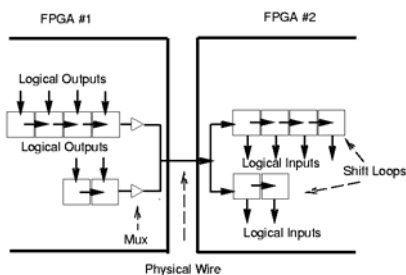 FPGA #1
FPGA #2
Logical Outputs
Logical Outputs
Logical Inputs
Shift Loops
Logical Inputs
Mux
Physical Wire